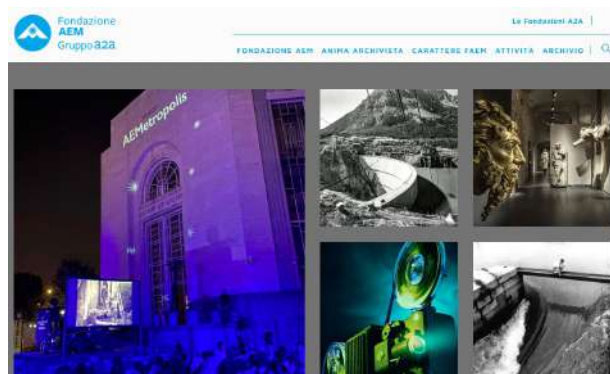 Fondazione
AEM
Gruppo a2a
Le Fondazioni A2A |
FONDAZIONE AEM ANIMA ARCHIVISTA CARATTERE FAEM ATTIVITÀ ARCHIVIO |
AEMetropolis